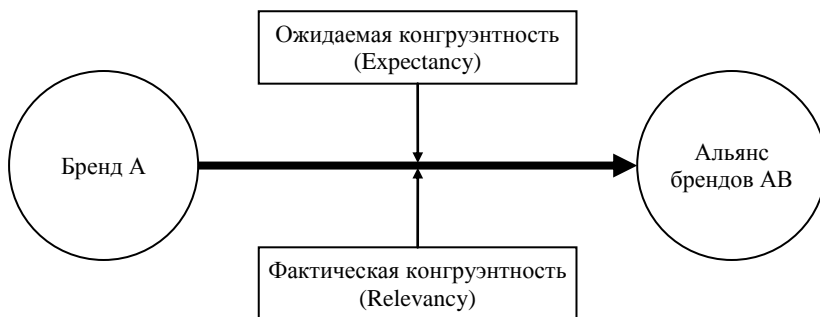 Ожидаемая конгруэнтность
(Expectancy)
Бренд А
Альянс
брендов АВ
Фактическая конгруэнтность
(Relevancy)